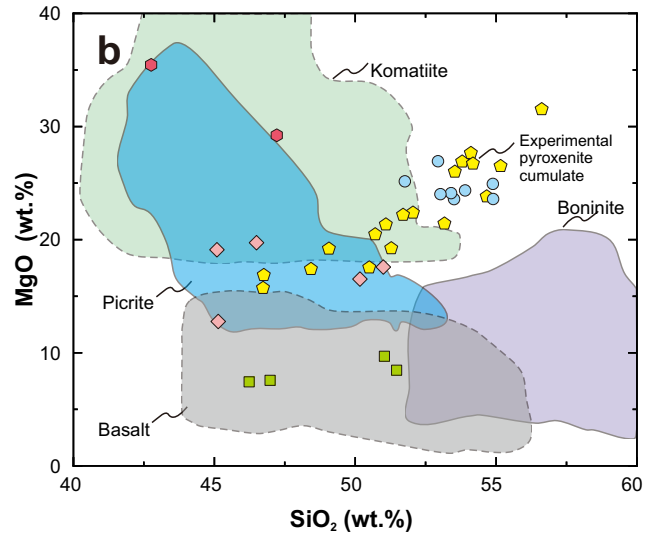 b
40
30
20
10
0
MgO (wt.%)
Komatiite
Experimental
pyroxenite
cumulate
Boninite
Picrite
Basalt
40
45
50
55
60
SiO₂ (wt.%)